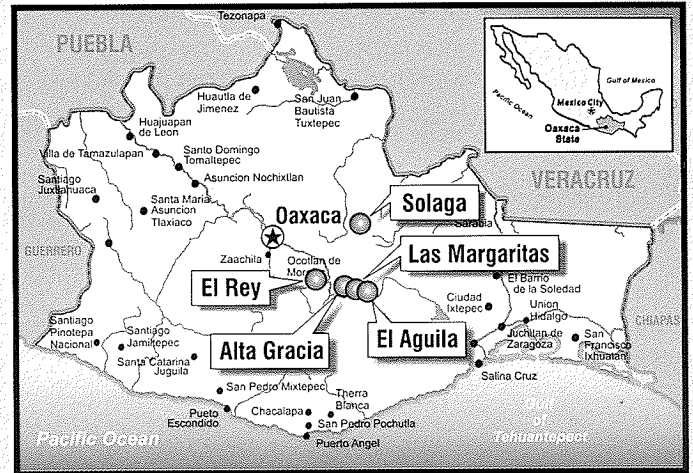 Tezonapa
PUEBLA
Gulf of Mexico
Pacific Ocean
Mexico City
Oaxaca
State
Huautla de
Jimenez
San Juan
Bautista
Tuxtepec
Huajuapan
de Leon
Villa de Tamazulapan
Santo Domingo
Tomaltepec
Asuncion Nochixtlan
Santiago
Juxtlahuaca
Santa Maria
Asuncion
Tlaxiaco
VERACRUZ
Solaga
Sarabia
Oaxaca
GUERRERO
Zaachila
Ocotlan de
Las Margaritas
El Rey
El Barrio
de la Soledad
Ciudad
Ixtepec
Union
Hidalgo
CHIAPAS
Alta Gracia
El Aguila
Juchitan de
Zaragoza
San
Francisco
Ixhuatan
Santiago
Pinotepa
Nacional
Santiago
Jamiltepec
Santa Catarina
Juguila
Salina Cruz
San Pedro Mixtepec
Therra
Blanca
Pueto
Escondido
Chacalapa
San Pedro Pochutla
Puerto Angel
Pacific Ocean
Gulf
of
Tehuantepect